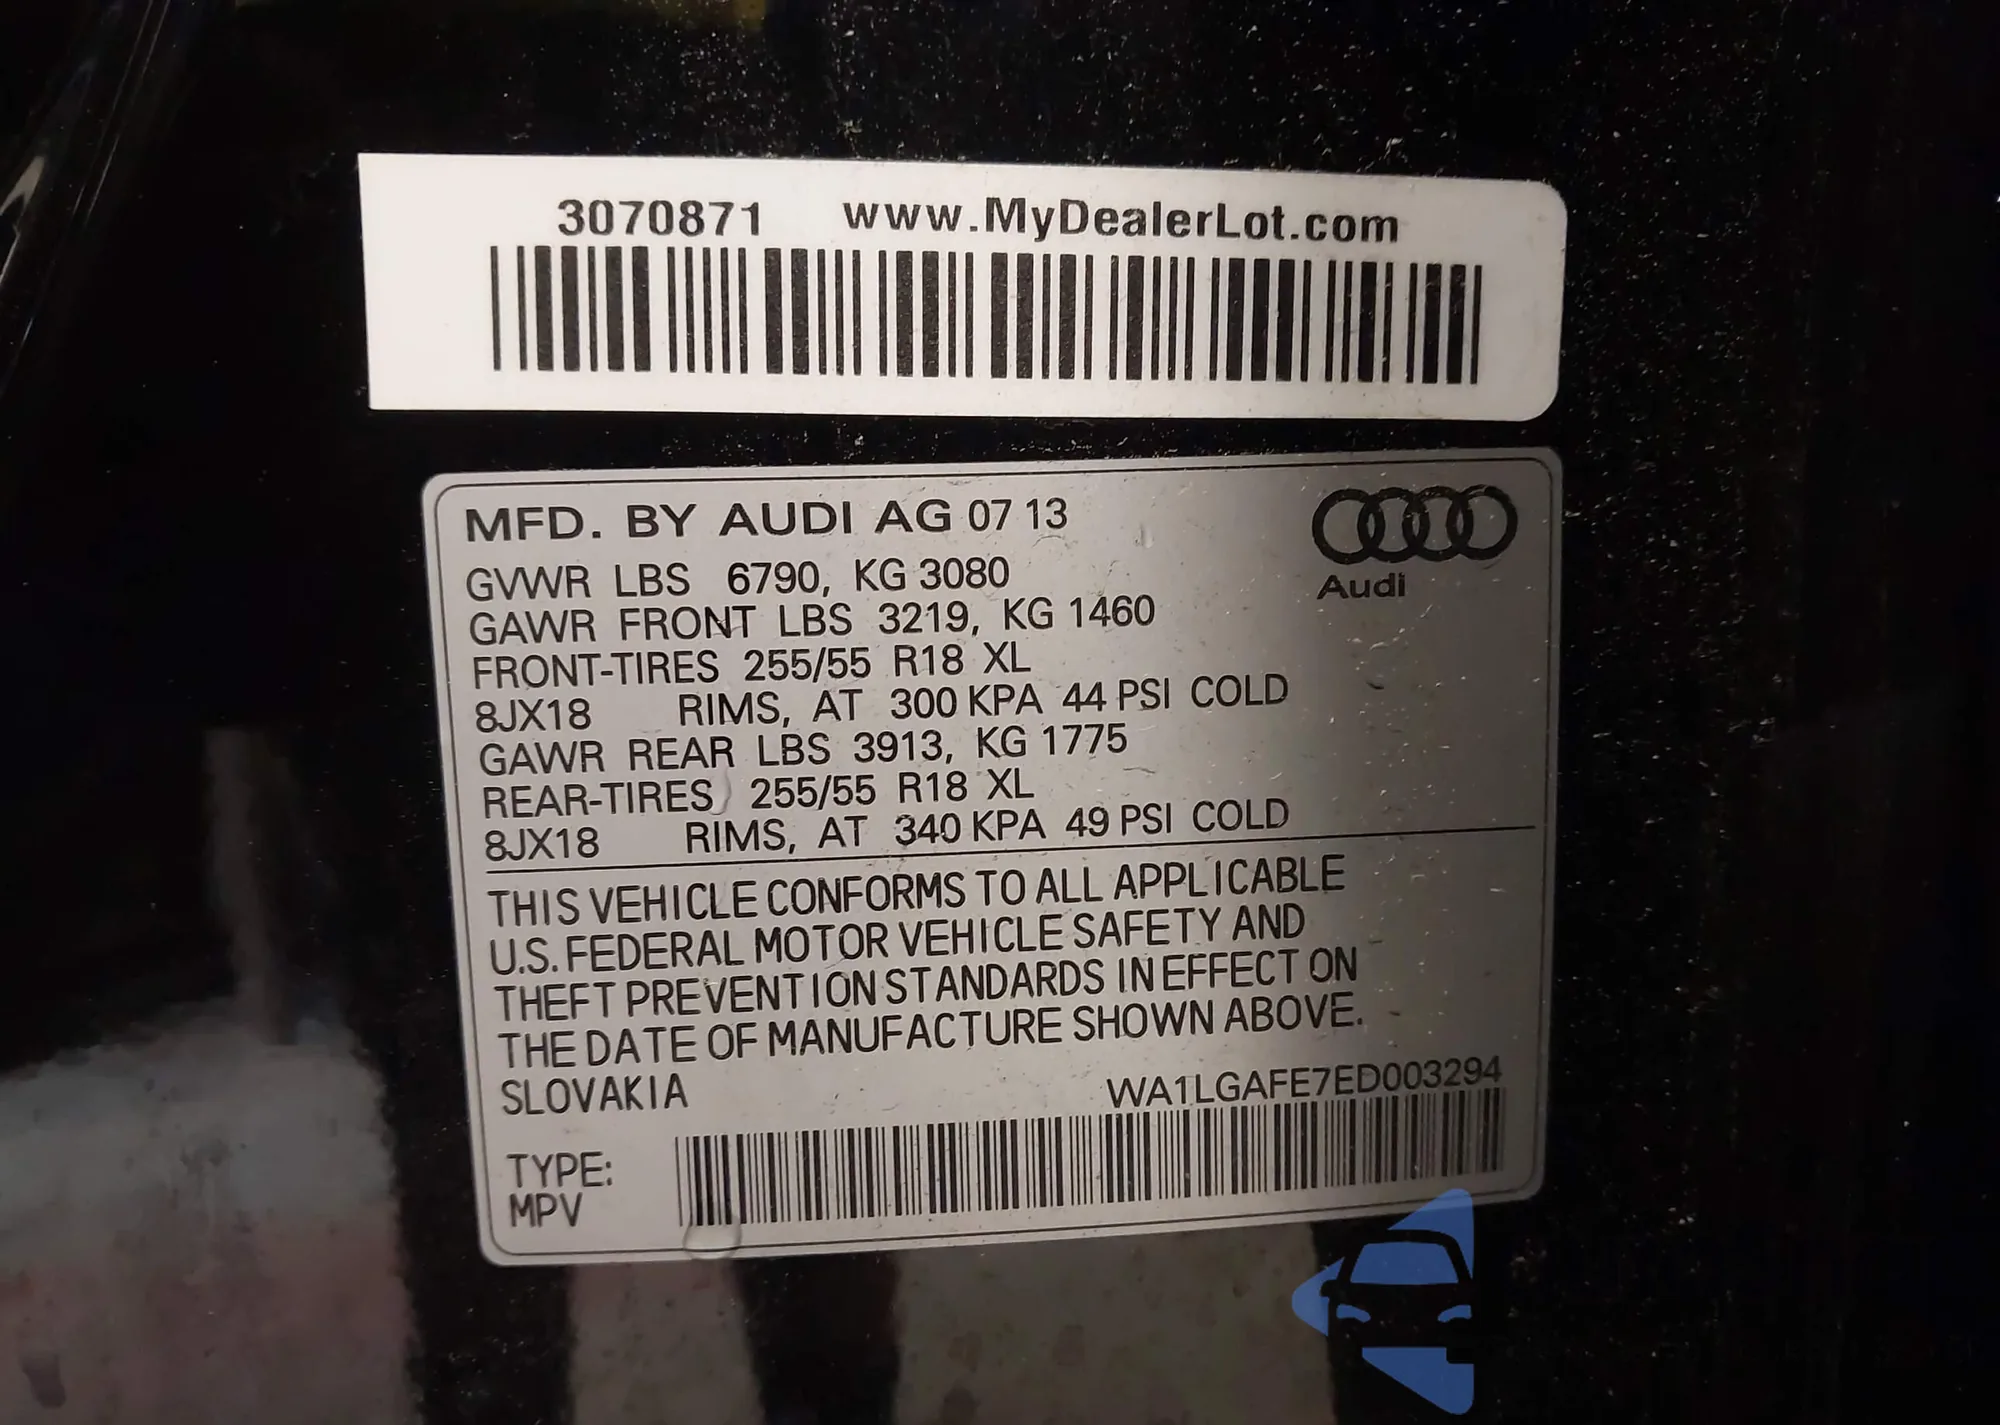 3070871 www.MyDealerLot.com
MFD. BY AUDI AG 07 13
Audi
GVWR LBS 6790, KG 3080
GAWR FRONT LBS 3219, KG 1460
FRONT-TIRES 255/55 R18 XL
8JX18 RIMS, AT 300 KPA 44 PSI COLD
GAWR REAR LBS 3913, KG 1775
REAR-TIRES 255/55 R18 XL
8JX18 RIMS, AT 340 KPA 49 PSI COLD
THIS VEHICLE CONFORMS TO ALL APPLICABLE
U.S. FEDERAL MOTOR VEHICLE SAFETY AND
THEFT PREVENTION STANDARDS IN EFFECT ON
THE DATE OF MANUFACTURE SHOWN ABOVE.
SLOVAKIA WA1LGAFE7ED003294
TYPE:
MPV